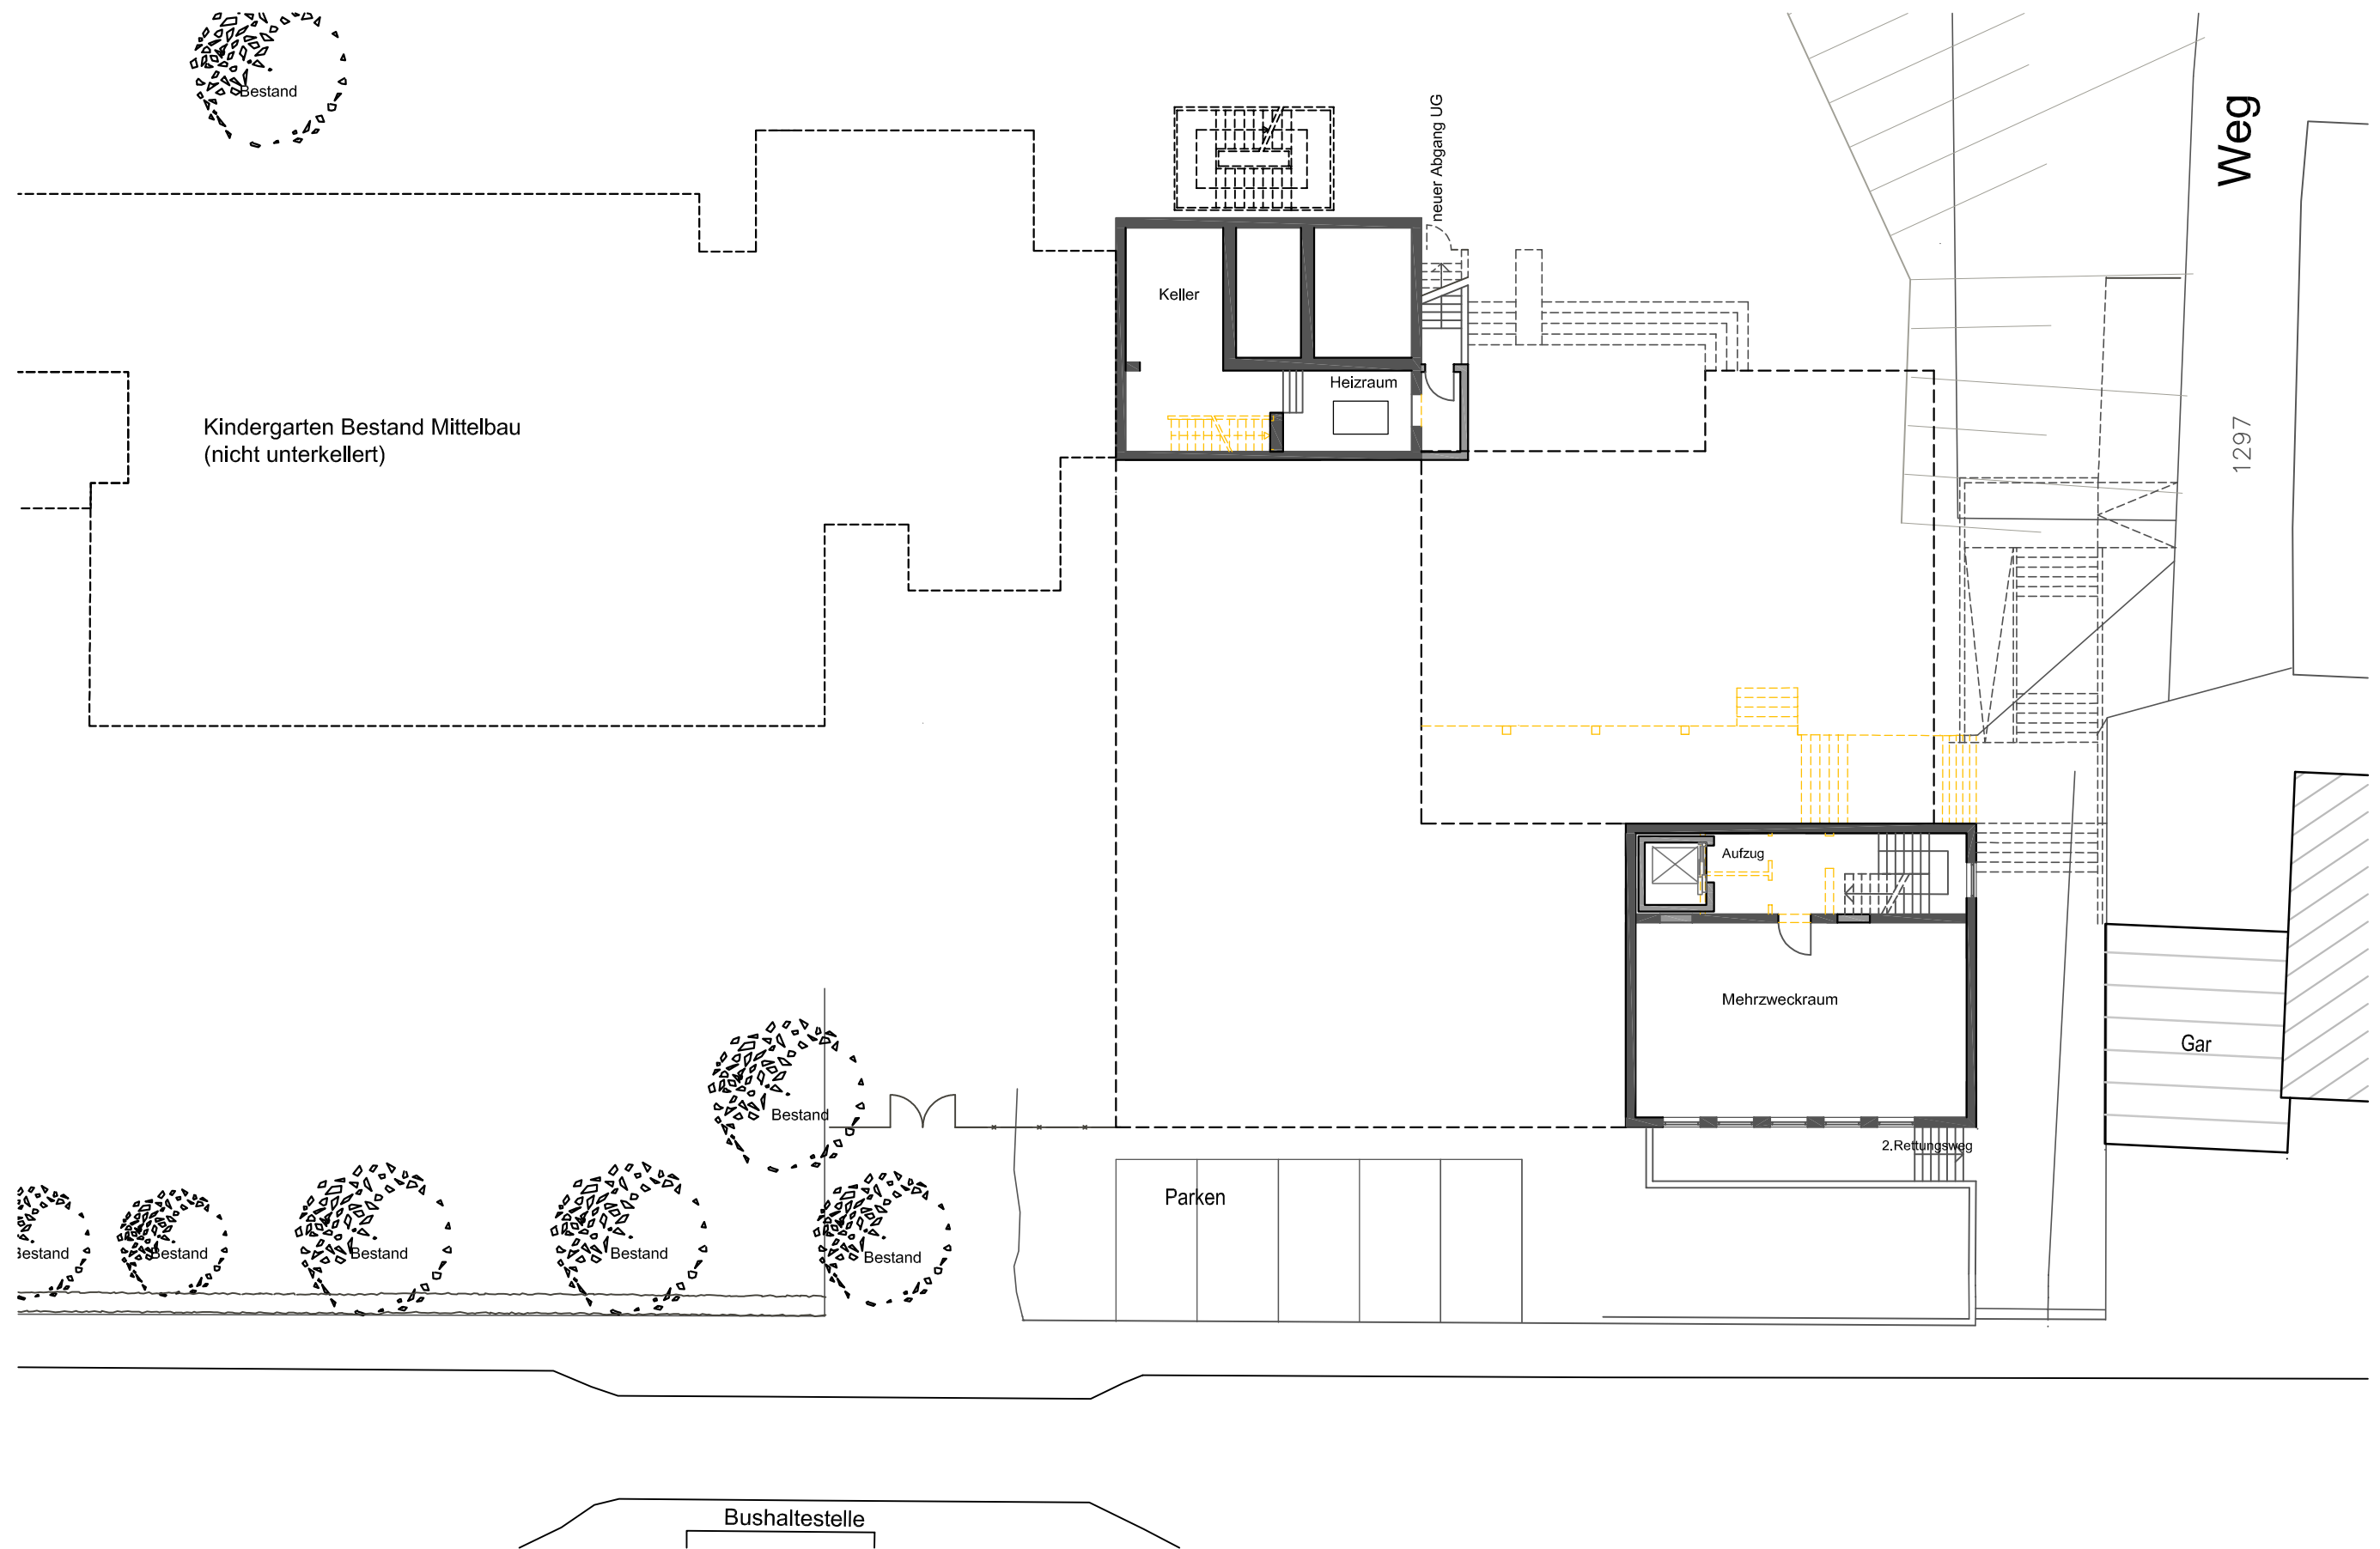 Bestand
neuer Abgang UG
Weg
Keller
Heizraum
Kindergarten Bestand Mittelbau
(nicht unterkellert)
1297
Aufzug
Mehrzweckraum
Gar
Bestand
2.Rettungsweg
Parken
Bestand
Bestand
Bestand
Bestand
Bestand
Bushaltestelle